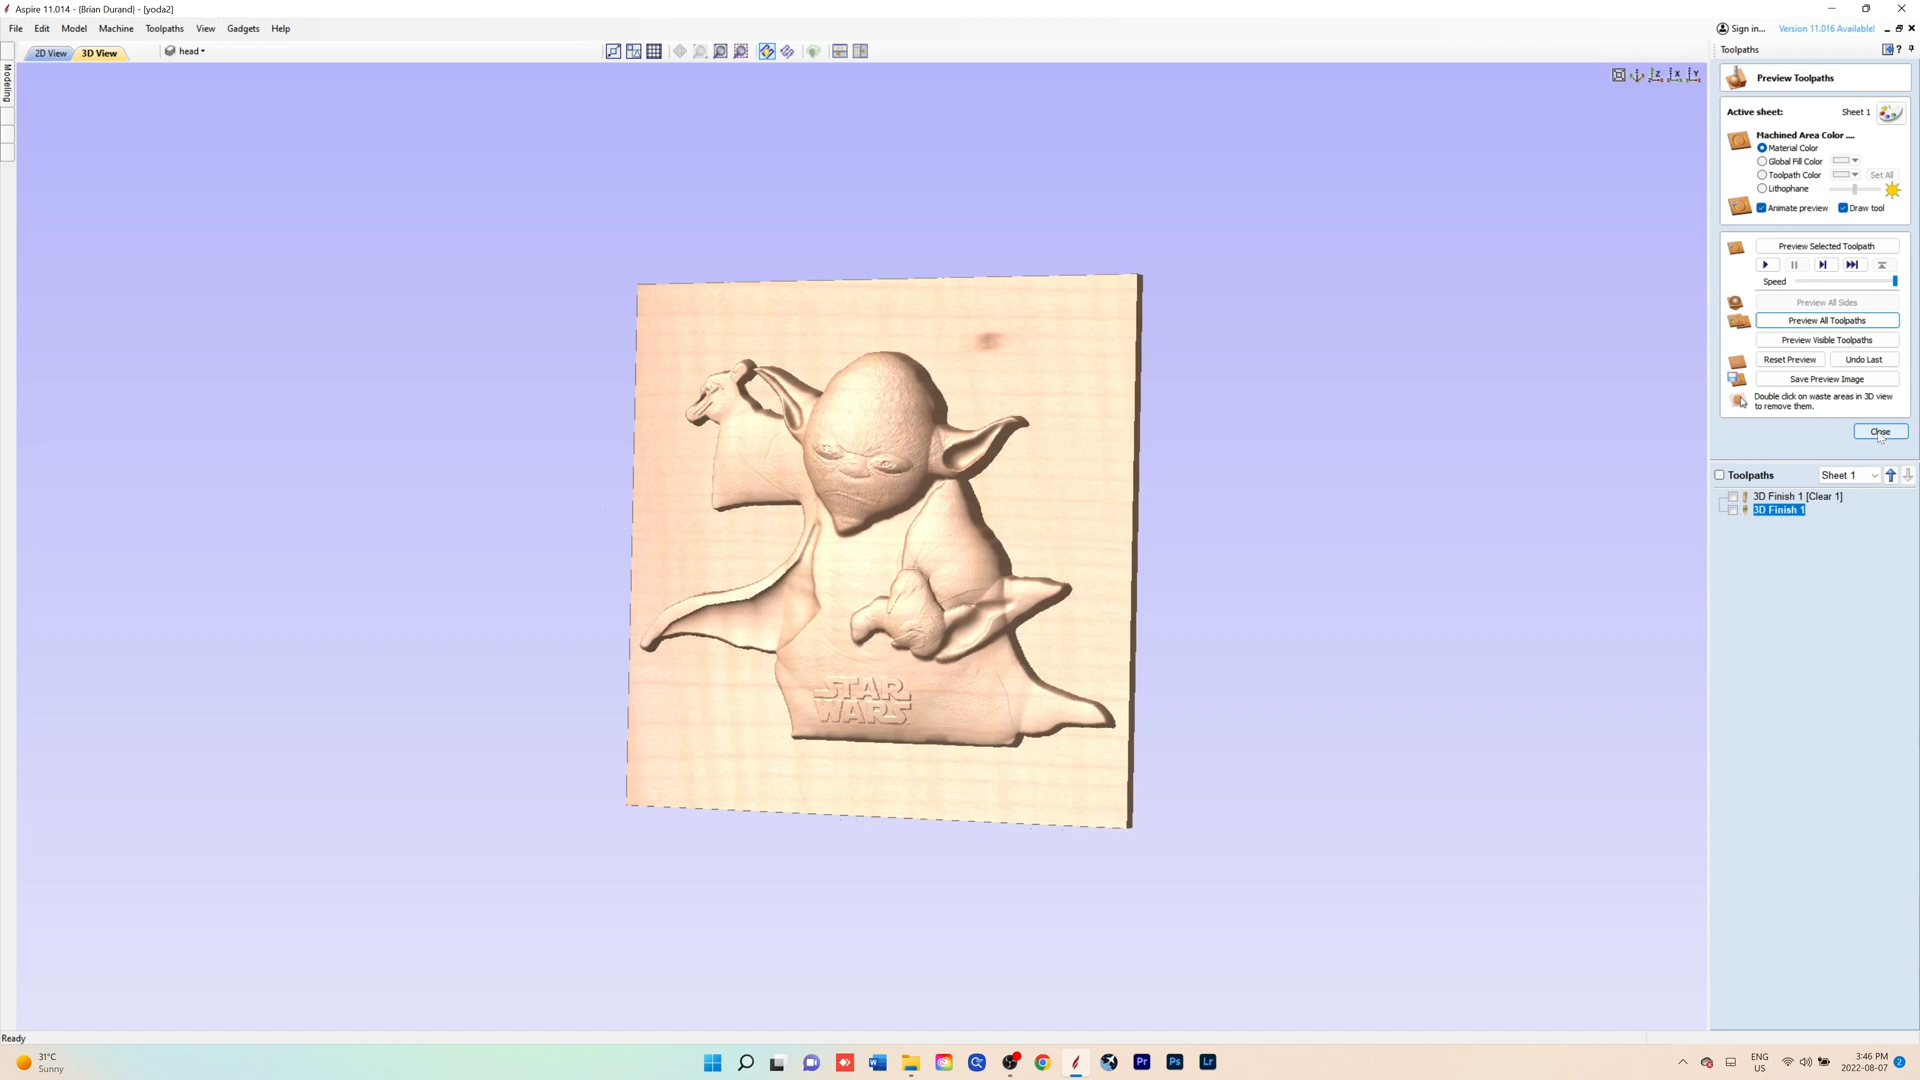 Aspire 11.014 - {Brian Durand} - [yoda2]
File Edit Model Machine Toolpaths View Gadgets Help
Sign in... Version 11.016 Available!
2D View 3D View head
Toolpaths
Modeling
Preview Toolpaths
Active sheet: Sheet 1
Machined Area Color ....
Material Color
Global Fill Color
Toolpath Color Set All
Lithophane
Animate preview Draw tool
Preview Selected Toolpath
Speed
Preview All Sides
Preview All Toolpaths
Preview Visible Toolpaths
Reset Preview Undo Last
Save Preview Image
Double click on waste areas in 3D view
to remove them.
Close
Toolpaths Sheet 1
3D Finish 1 [Clear 1]
3D Finish 1
STAR
WARS
Ready
31°C
Sunny
Pr Ps Lr
ENG
US
3:46 PM
2022-08-07
2